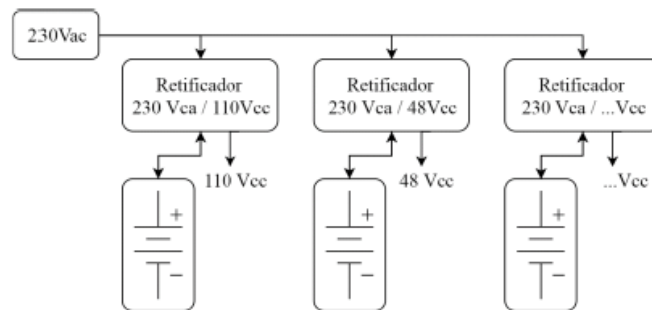 230Vac
Retificador
230 Vca / 110Vcc
Retificador
230 Vca / 48Vcc
Retificador
230 Vca / ...Vcc
110 Vcc
48 Vcc
...Vcc
+
−
+
−
+
−